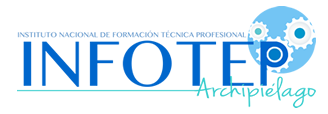 INSTITUTO NACIONAL DE FORMACIÓN TÉCNICA PROFESIONAL
INFOTEP
Archipiélago